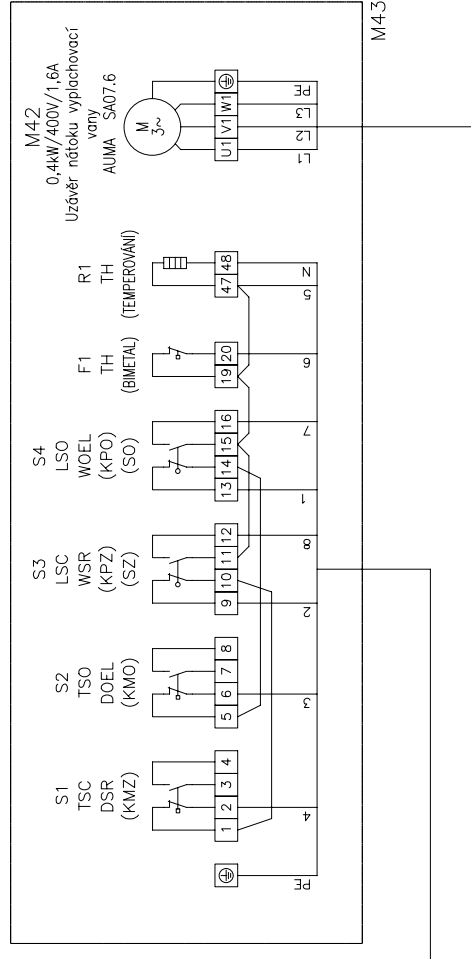 M43
M42
0,4kW/400V/1,6A
Uzávěr nátoku vyplachovací
vany
AUMA SA07.6
M
3~
U1 V1 W1
L1 L2 L3 PE
R1
TH
(TEMPEROVÁNÍ)
47 48
5 N
F1
TH
(BIMETAL)
19 20
6
S4
LSO
WOEL
(KPO)
(SO)
13 14 15 16
1 7
S3
LSC
WSR
(KPZ)
(SZ)
9 10 11 12
2 8
S2
TSO
DOEL
(KMO)
5 6 7 8
3
S1
TSC
DSR
(KMZ)
1 2 3 4
4
PE